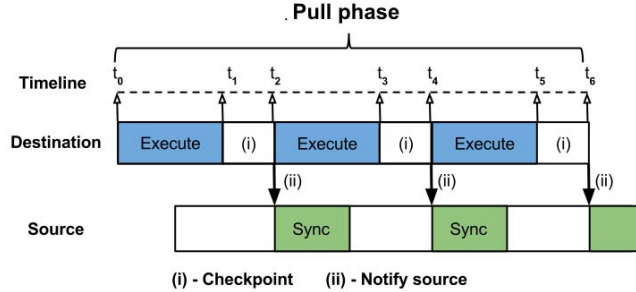 . Pull phase
Timeline
t0 t1 t2 t3 t4 t5 t6
Destination
Execute (i) Execute (i) Execute (i)
(ii) (ii) (ii)
Source
Sync Sync
(i) - Checkpoint (ii) - Notify source